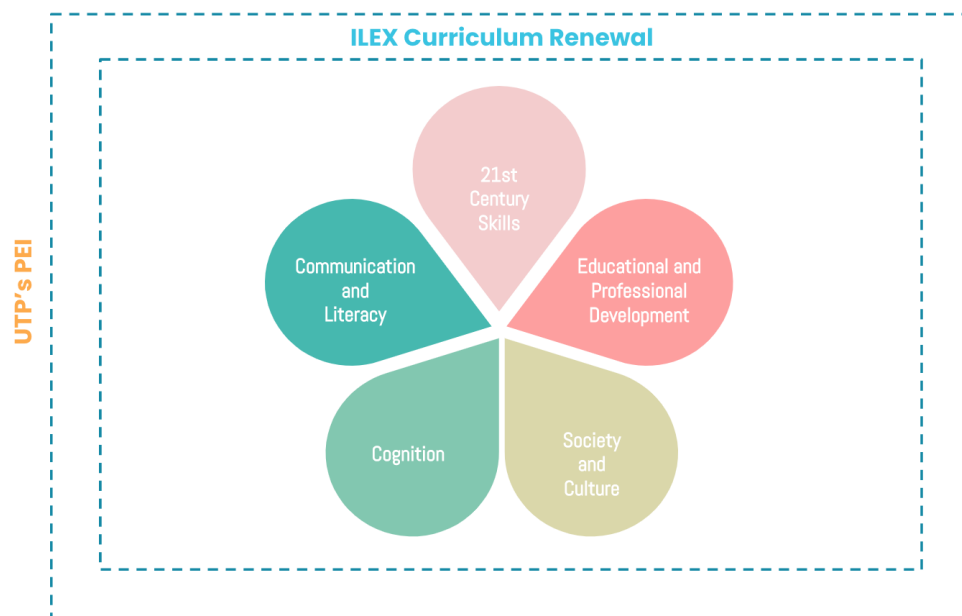 ILEX Curriculum Renewal
UTP's PEI
21st
Century
Skills
Communication
and
Literacy
Educational and
Professional
Development
Cognition
Society
and
Culture